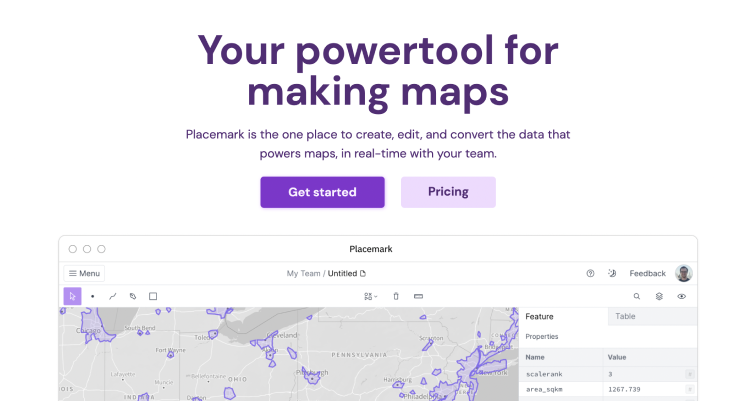 Your powertool for
making maps
Placemark is the one place to create, edit, and convert the data that
powers maps, in real-time with your team.
Get started
Pricing
Placemark
Menu
My Team / Untitled
Feedback
Feature
Table
Properties
Name
Value
scalerank
3
area_sqkm
1267.739
Chicago
South Bend
Toledo
Cleveland
Fort Wayne
Scranton
PENNSYLVANIA
New York
Lafayette
Muncie
OHIO
Pittsburgh
Harrisburg
Philadelphia
INDIANA